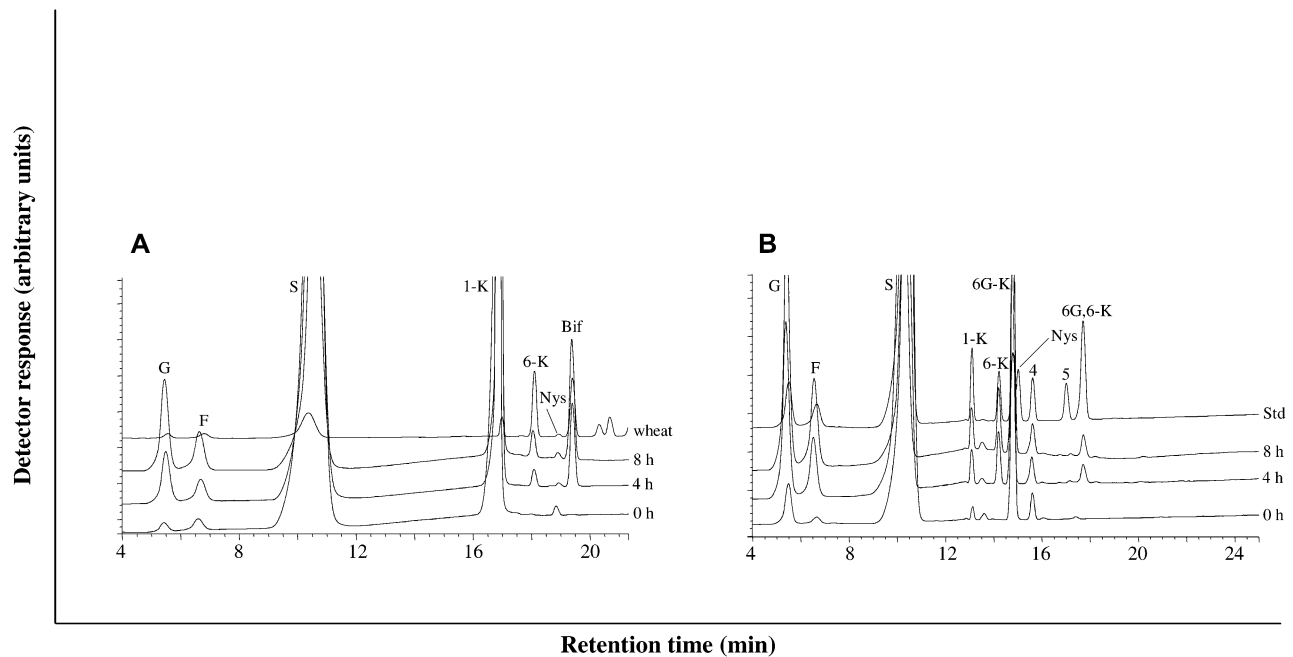 Detector response (arbitrary units)
A
S
1-K
Bif
G
6-K
Nys
F
wheat
8 h
4 h
0 h
4 8 12 16 20
B
G
S
6G-K
6G,6-K
1-K
Nys
6-K
F
4
5
Std
8 h
4 h
0 h
4 8 12 16 20 24
Retention time (min)